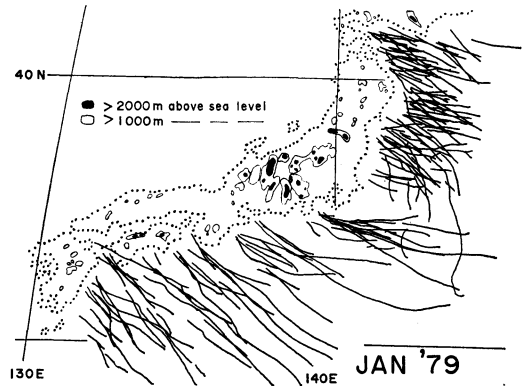 40 N
> 2000 m above sea level
> 1000 m — — —
130 E
140 E
JAN '79